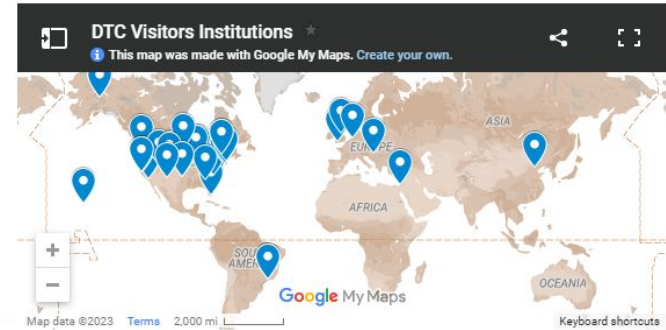 DTC Visitors Institutions
This map was made with Google My Maps. Create your own.
ASIA
EUROPE
AFRICA
SOUTH
AMERICA
OCEANIA
Google My Maps
Map data ©2023 Terms 2,000 mi Keyboard shortcuts